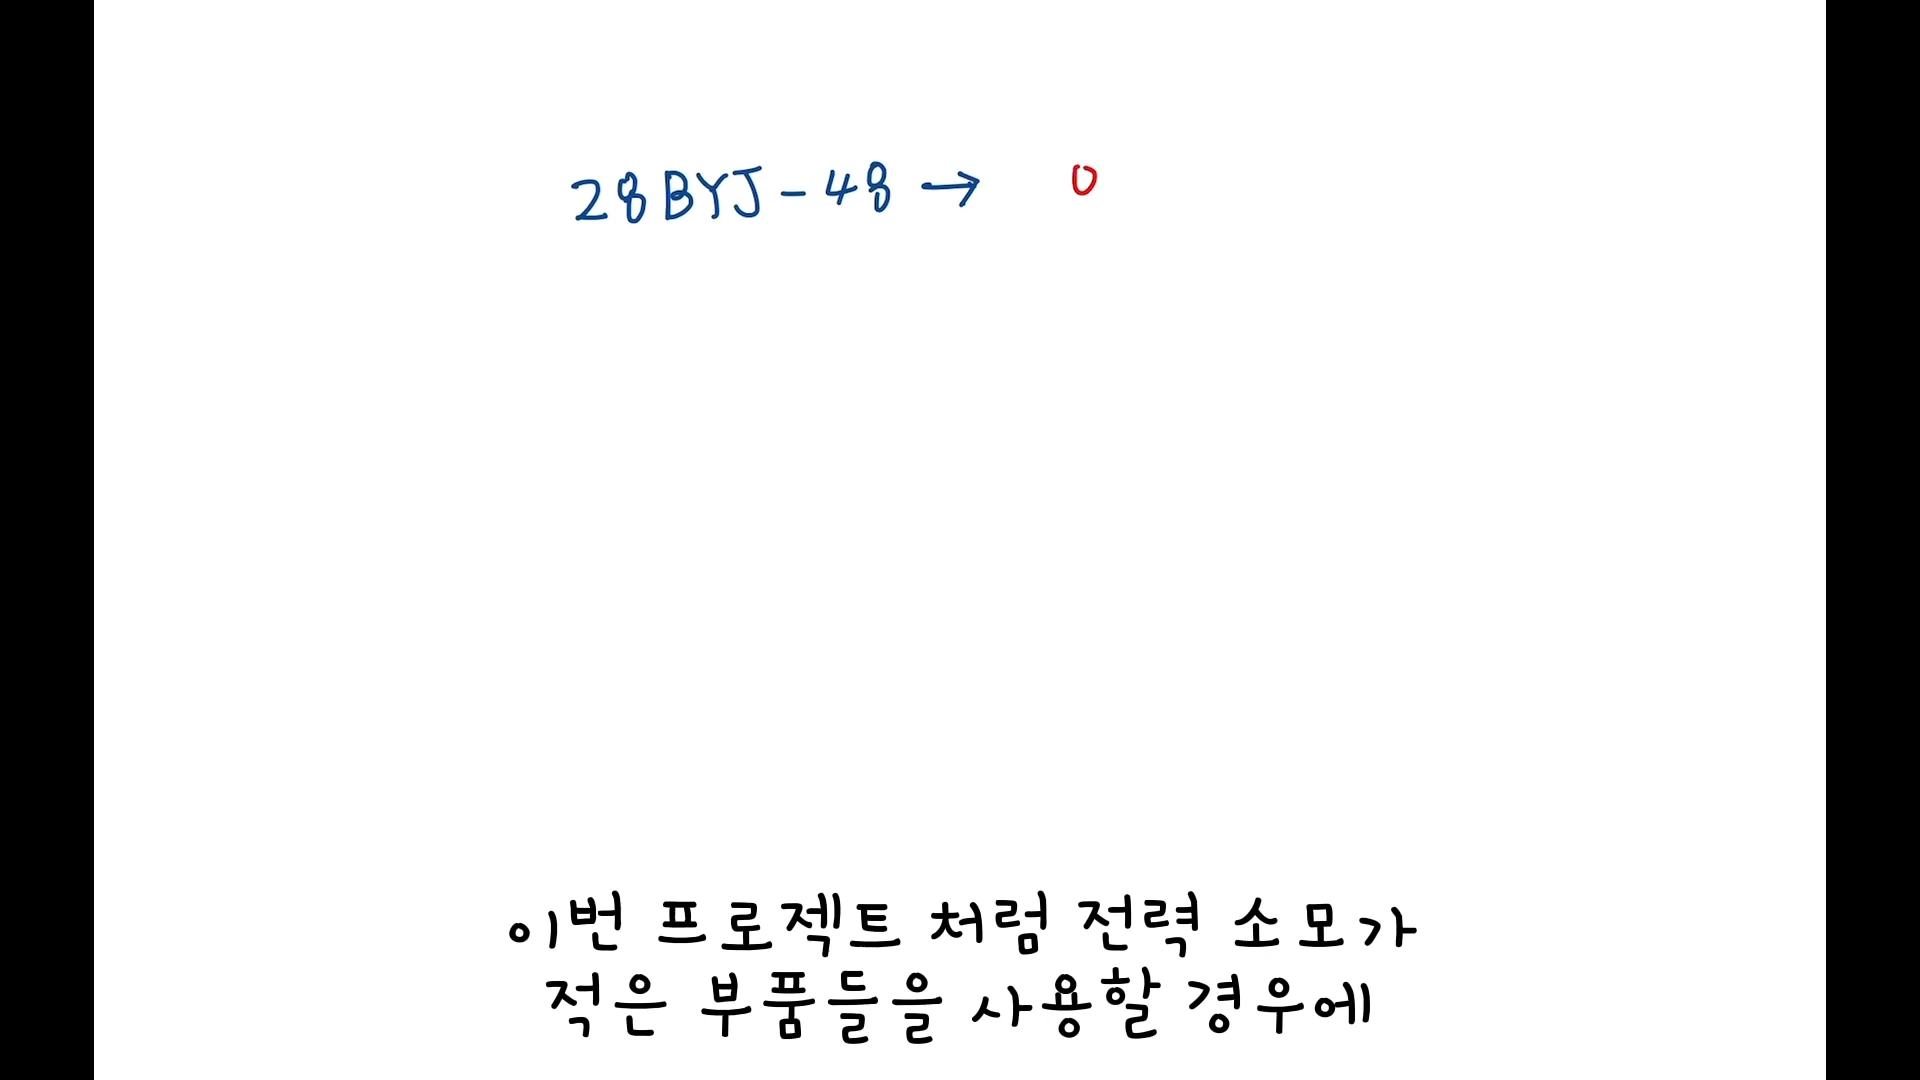 28BYJ-48 → 0
이번 프로젝트 처럼 전력 소모가
적은 부품들을 사용할 경우에